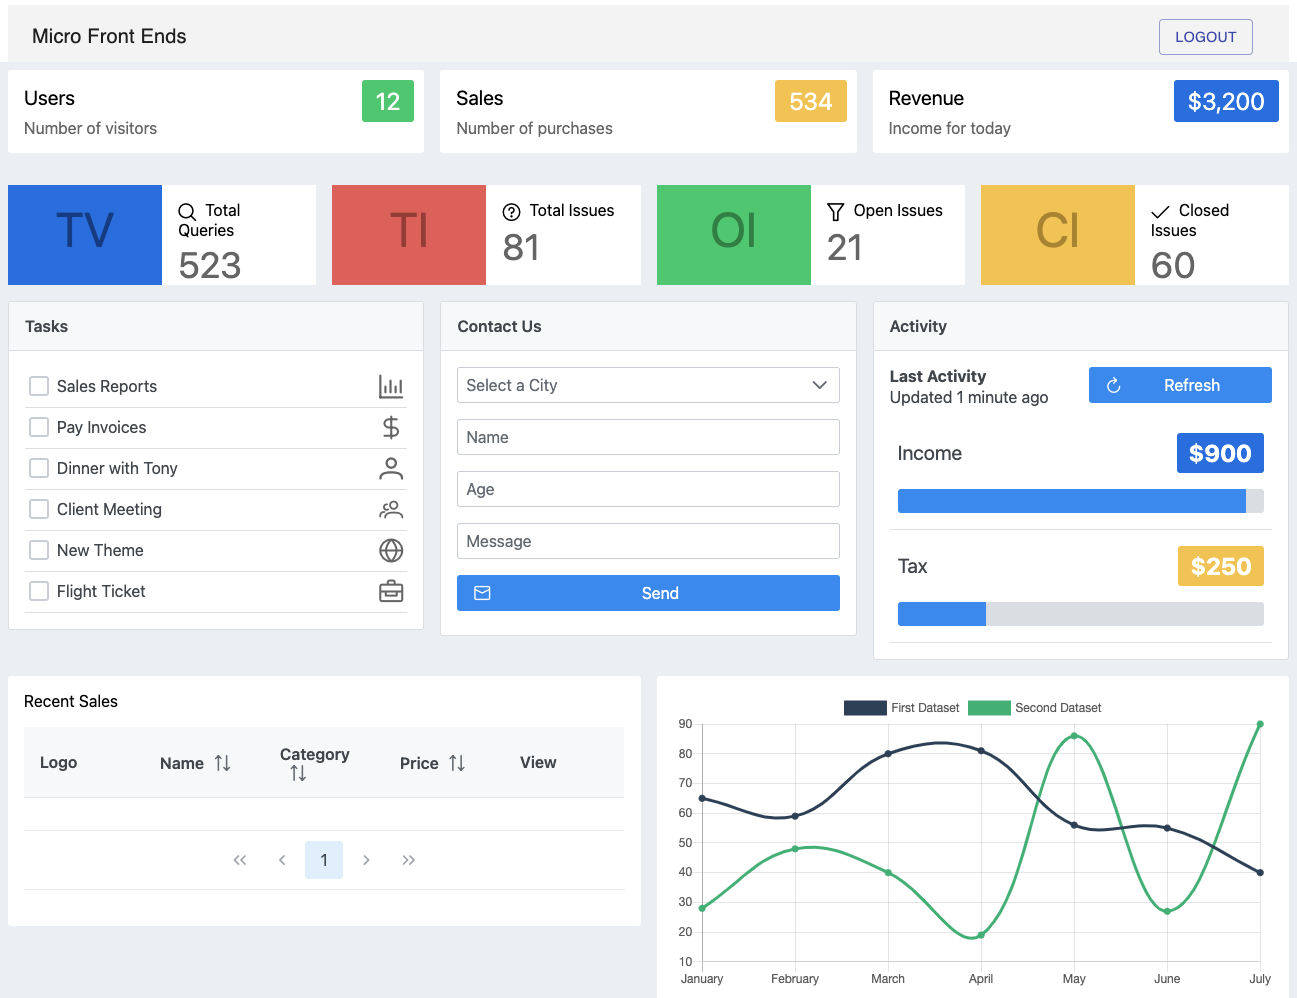 Micro Front Ends
LOGOUT
Users
12
Number of visitors
Sales
534
Number of purchases
Revenue
$3,200
Income for today
TV
Total
Queries
523
TI
Total Issues
81
OI
Open Issues
21
CI
Closed
Issues
60
Tasks
Sales Reports
Pay Invoices
Dinner with Tony
Client Meeting
New Theme
Flight Ticket
Contact Us
Select a City
Name
Age
Message
Send
Activity
Last Activity
Updated 1 minute ago
Refresh
Income
$900
Tax
$250
Recent Sales
Logo
Name
Category
Price
View
1
First Dataset
Second Dataset
90
80
70
60
50
40
30
20
10
January
February
March
April
May
June
July